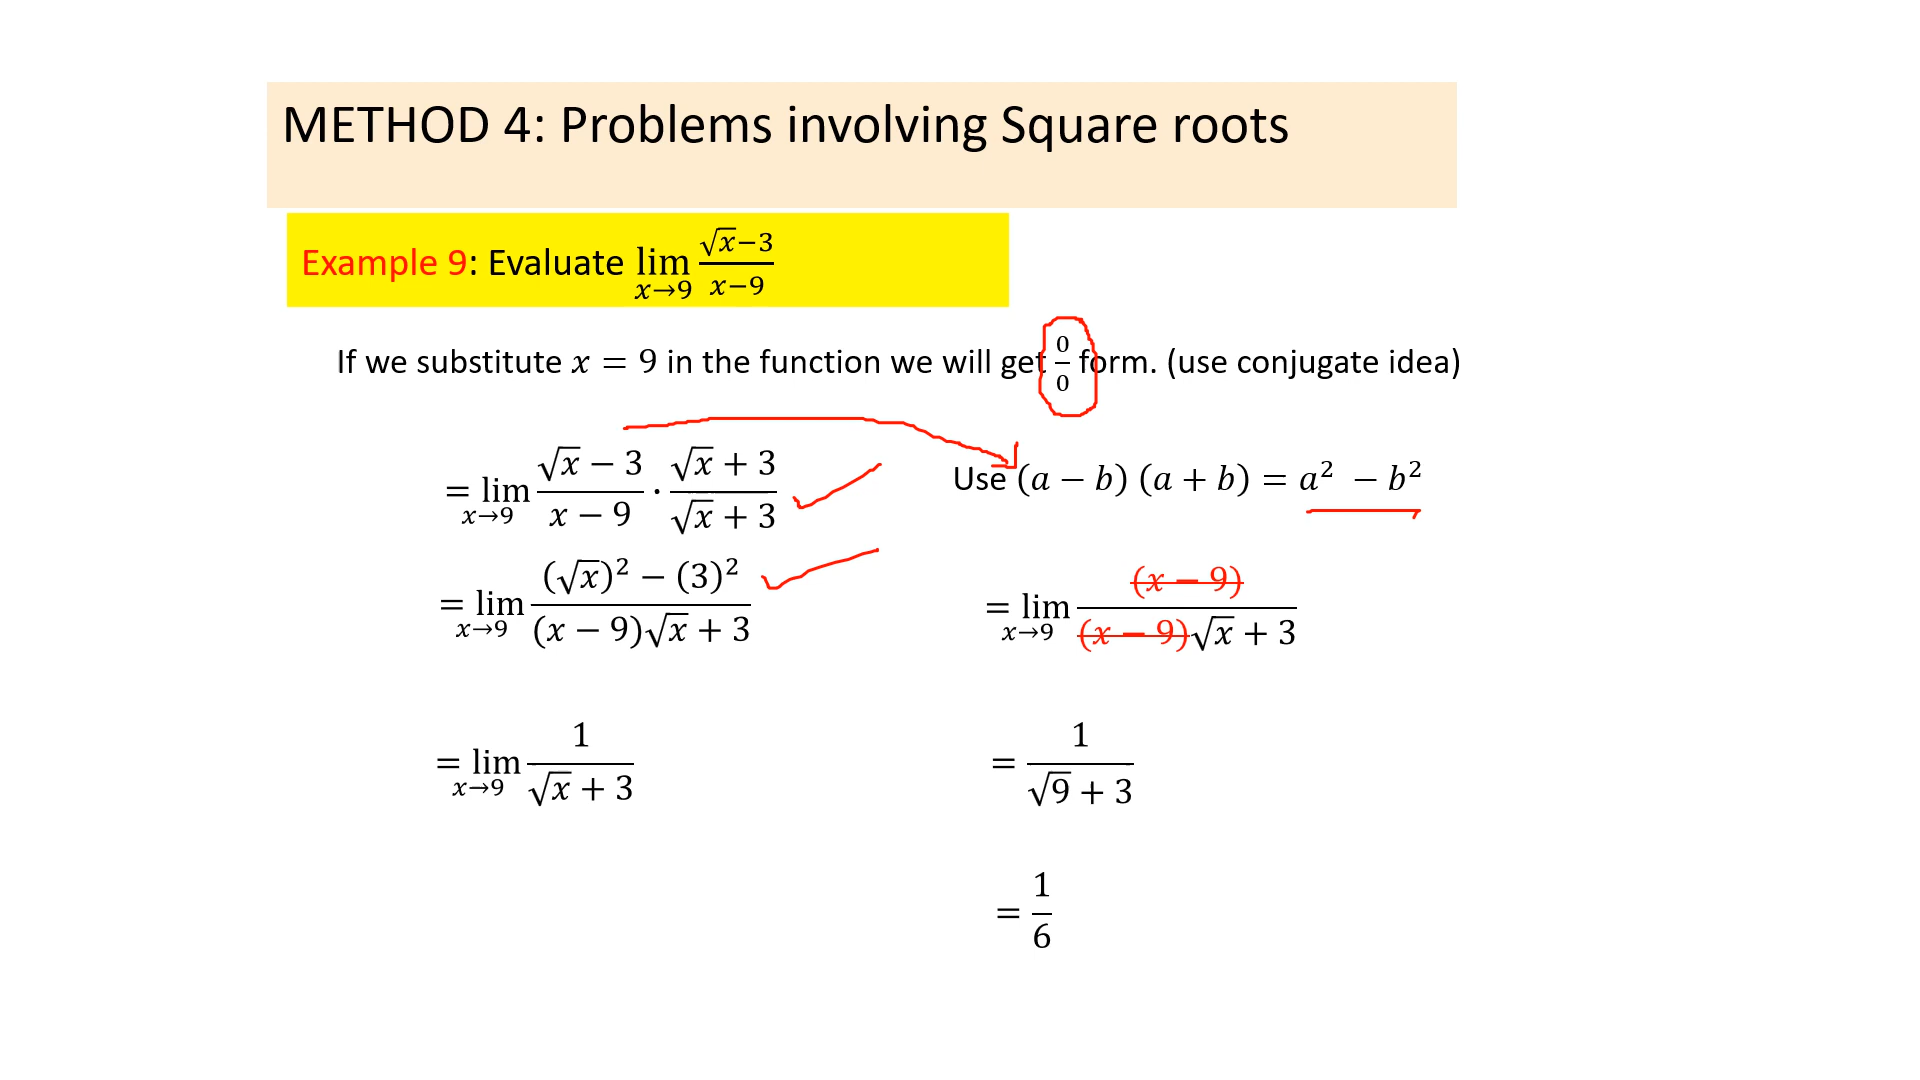 METHOD 4: Problems involving Square roots
Example 9: Evaluate lim_{x→9} (√x−3)/(x−9)
If we substitute x = 9 in the function we will get 0/0 form. (use conjugate idea)
= lim_{x→9} (√x − 3)/(x − 9) · (√x + 3)/(√x + 3)
Use (a − b) (a + b) = a² − b²
= lim_{x→9} ((√x)² − (3)²)/((x − 9)√x + 3)
= lim_{x→9} (x − 9)/((x − 9)√x + 3)
= lim_{x→9} 1/(√x + 3)
= 1/(√9 + 3)
= 1/6